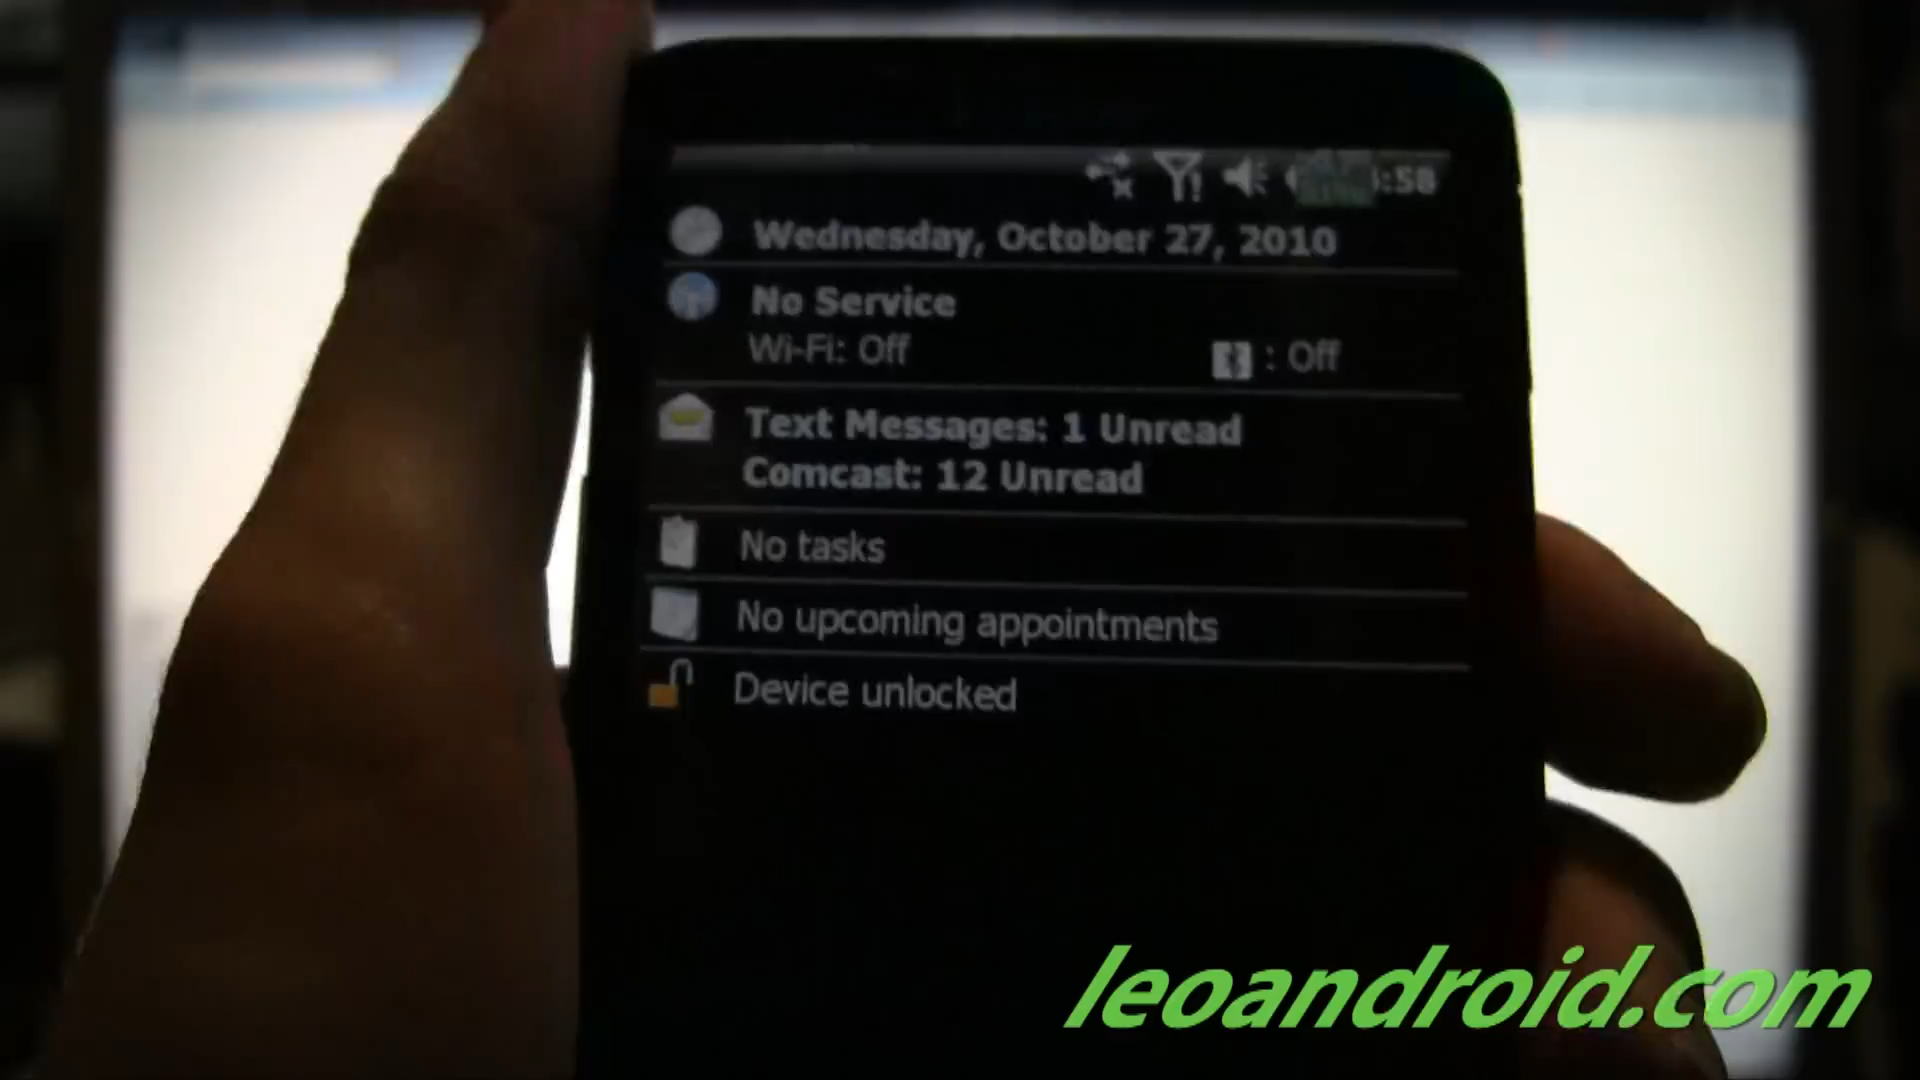 :58
Wednesday, October 27, 2010
No Service
Wi-Fi: Off : Off
Text Messages: 1 Unread
Comcast: 12 Unread
No tasks
No upcoming appointments
Device unlocked
leoandroid.com